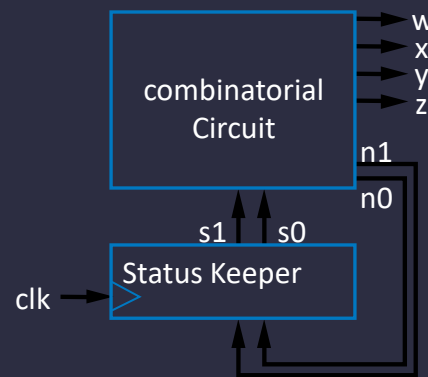 w
x
combinatorial
y
Circuit
z
n1
n0
s1 s0
Status Keeper
clk